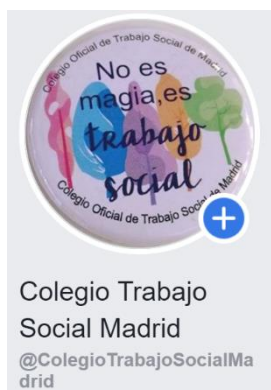 Colegio Oficial de Trabajo Social de Madrid
No es
magia,es
trabajo
social
Colegio Oficial de Trabajo Social de Madrid
Colegio Trabajo
Social Madrid
@ColegioTrabajoSocialMa
drid